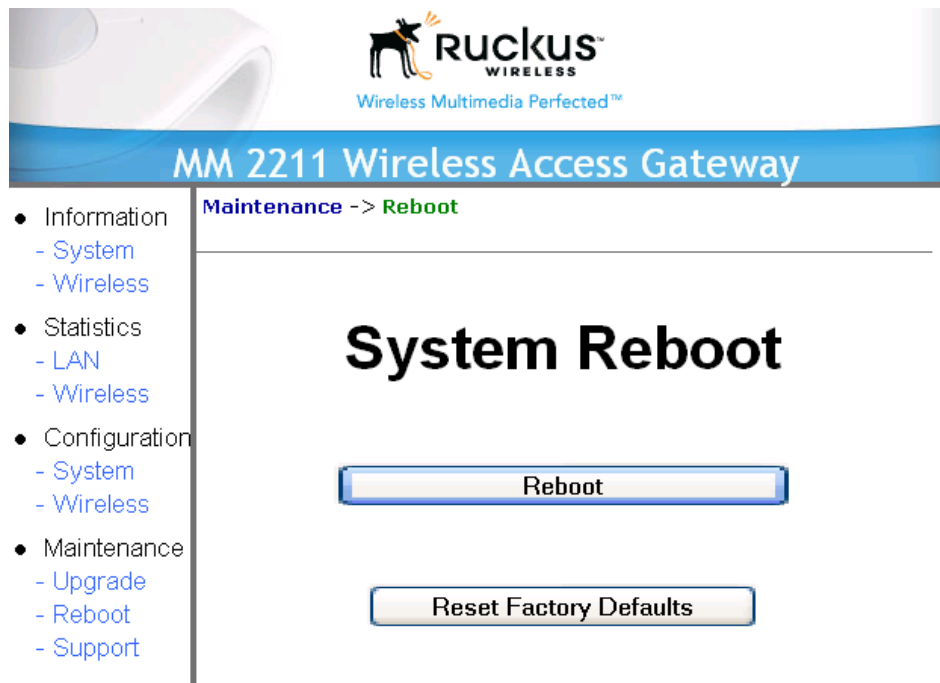 RUCKUS™
WIRELESS
Wireless Multimedia Perfected™
MM 2211 Wireless Access Gateway
● Information
- System
- Wireless
● Statistics
- LAN
- Wireless
● Configuration
- System
- Wireless
● Maintenance
- Upgrade
- Reboot
- Support
Maintenance -> Reboot
System Reboot
Reboot
Reset Factory Defaults